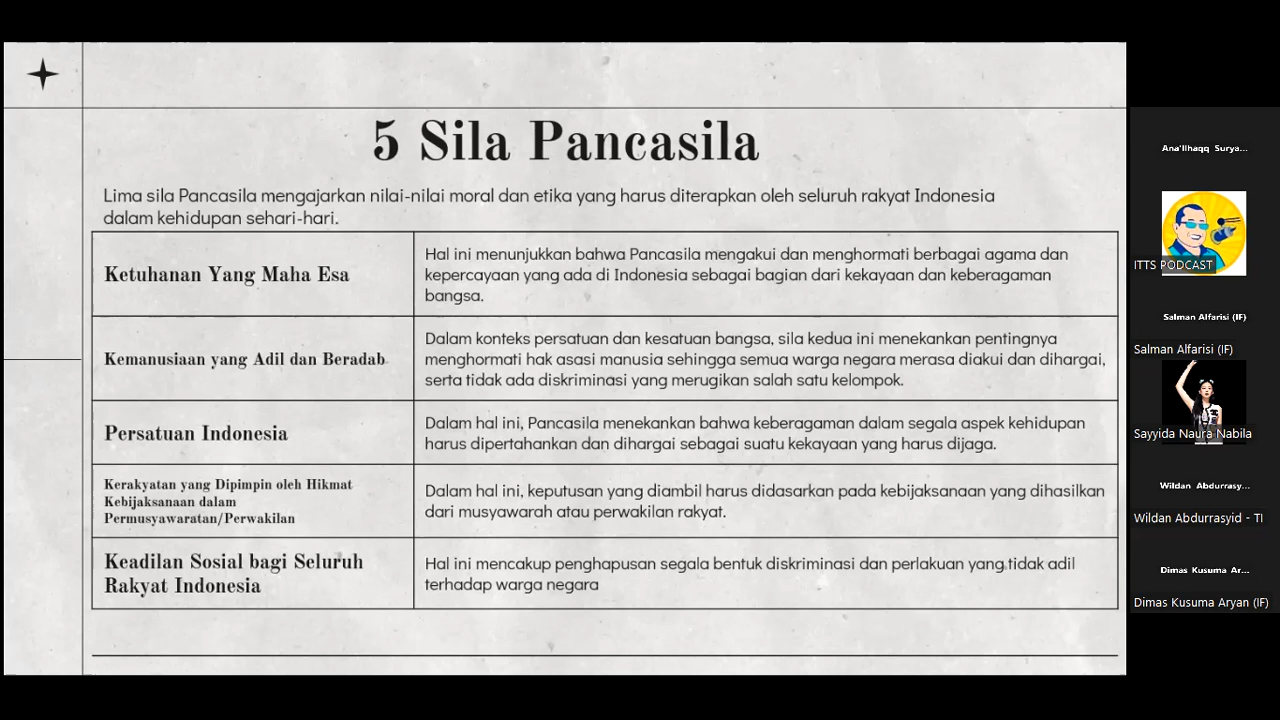 5 Sila Pancasila
Lima sila Pancasila mengajarkan nilai-nilai moral dan etika yang harus diterapkan oleh seluruh rakyat Indonesia
dalam kehidupan sehari-hari.
Ketuhanan Yang Maha Esa
Hal ini menunjukkan bahwa Pancasila mengakui dan menghormati berbagai agama dan
kepercayaan yang ada di Indonesia sebagai bagian dari kekayaan dan keberagaman
bangsa.
Kemanusiaan yang Adil dan Beradab
Dalam konteks persatuan dan kesatuan bangsa, sila kedua ini menekankan pentingnya
menghormati hak asasi manusia sehingga semua warga negara merasa diakui dan dihargai,
serta tidak ada diskriminasi yang merugikan salah satu kelompok.
Persatuan Indonesia
Dalam hal ini, Pancasila menekankan bahwa keberagaman dalam segala aspek kehidupan
harus dipertahankan dan dihargai sebagai suatu kekayaan yang harus dijaga.
Kerakyatan yang Dipimpin oleh Hikmat
Kebijaksanaan dalam
Permusyawaratan/Perwakilan
Dalam hal ini, keputusan yang diambil harus didasarkan pada kebijaksanaan yang dihasilkan
dari musyawarah atau perwakilan rakyat.
Keadilan Sosial bagi Seluruh
Rakyat Indonesia
Hal ini mencakup penghapusan segala bentuk diskriminasi dan perlakuan yang tidak adil
terhadap warga negara
Ana'Ilhaqq Surya...
ITTS PODCAST
Salman Alfarisi (IF)
Salman Alfarisi (IF)
Sayyida Naura Nabila
Wildan Abdurrasy...
Wildan Abdurrasyid - TI
Dimas Kusuma Ar...
Dimas Kusuma Aryan (IF)